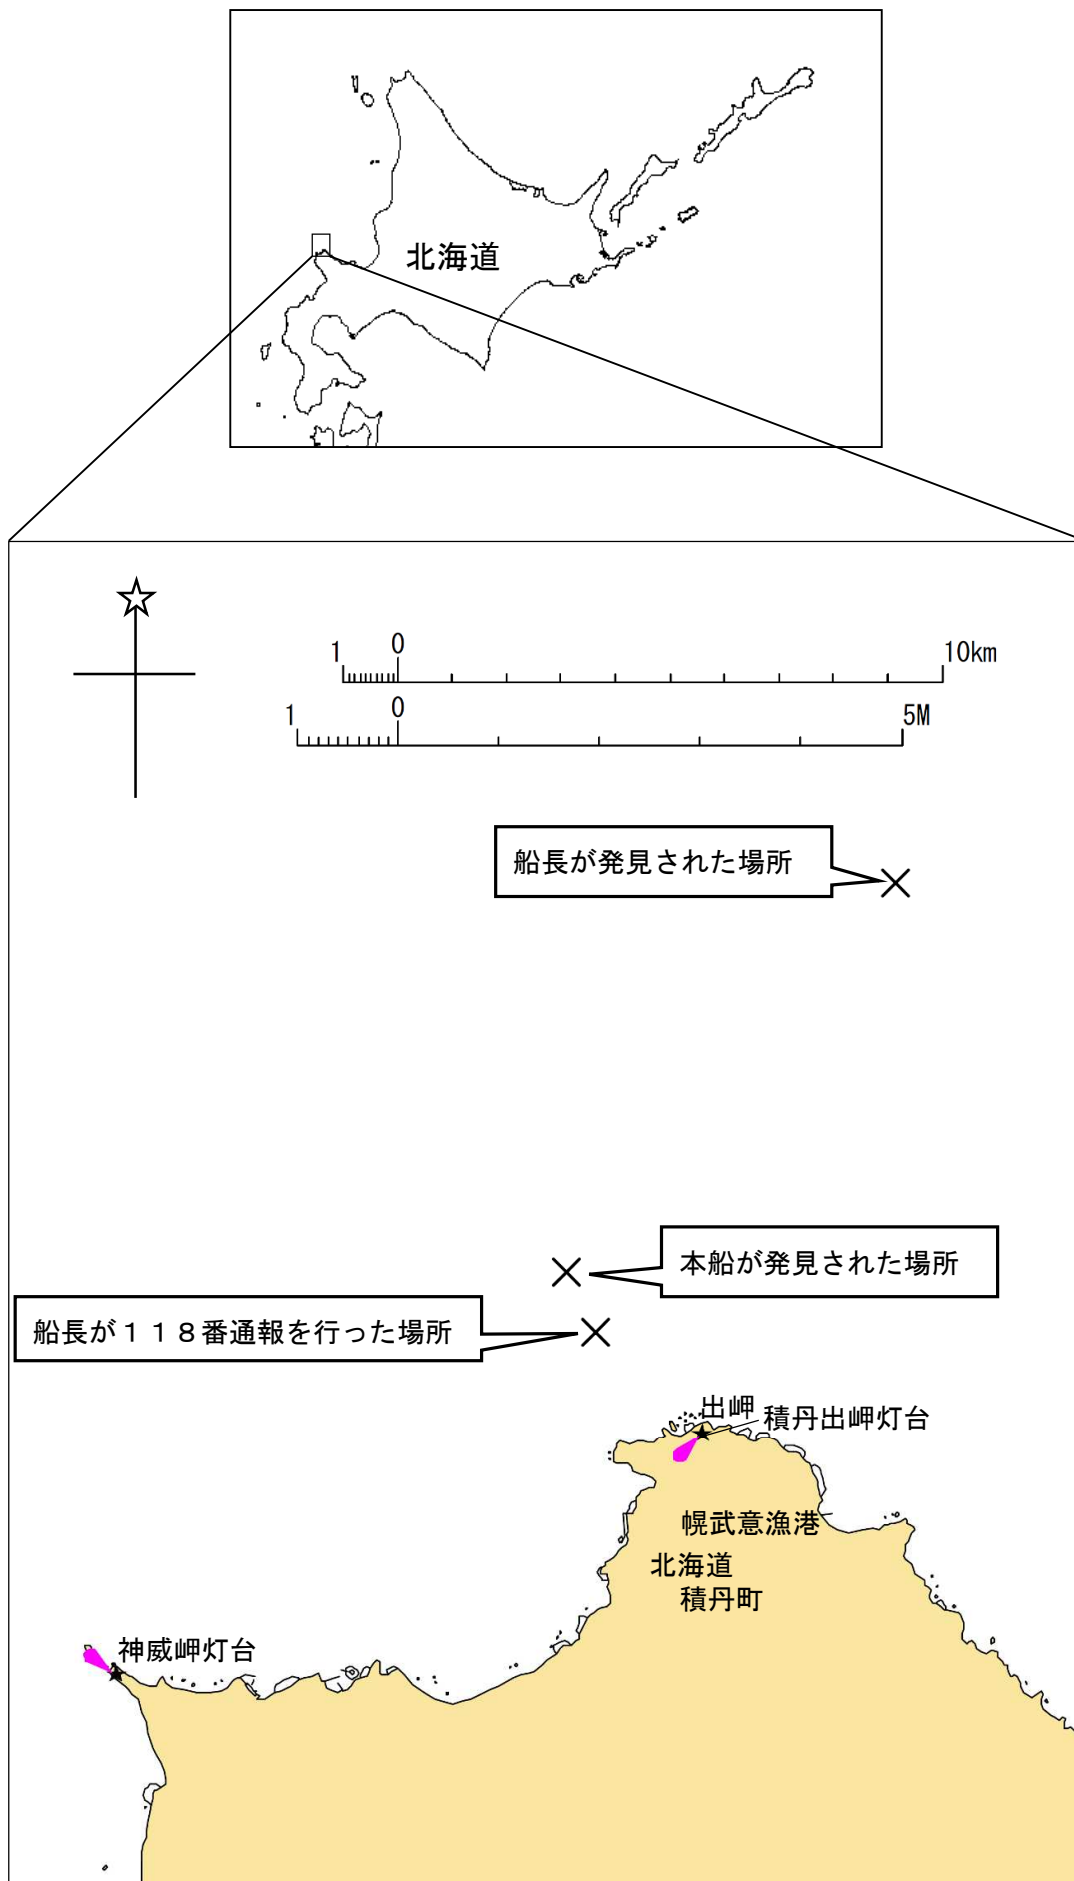 北海道
1 0 10km
1 0 5M
船長が発見された場所
本船が発見された場所
船長が118番通報を行った場所
出岬
積丹出岬灯台
幌武意漁港
北海道
積丹町
神威岬灯台